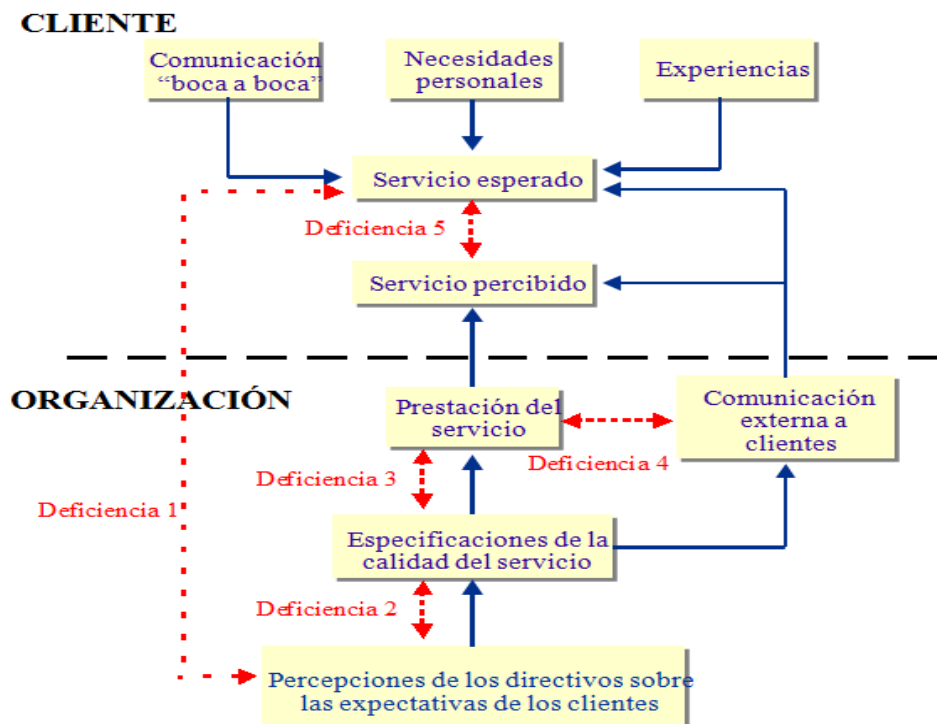 CLIENTE
Comunicación
“boca a boca”
Necesidades
personales
Experiencias
Servicio esperado
Deficiencia 5
Servicio percibido
ORGANIZACIÓN
Prestación del
servicio
Comunicación
externa a
clientes
Deficiencia 4
Deficiencia 3
Deficiencia 1
Especificaciones de la
calidad del servicio
Deficiencia 2
Percepciones de los directivos sobre
las expectativas de los clientes